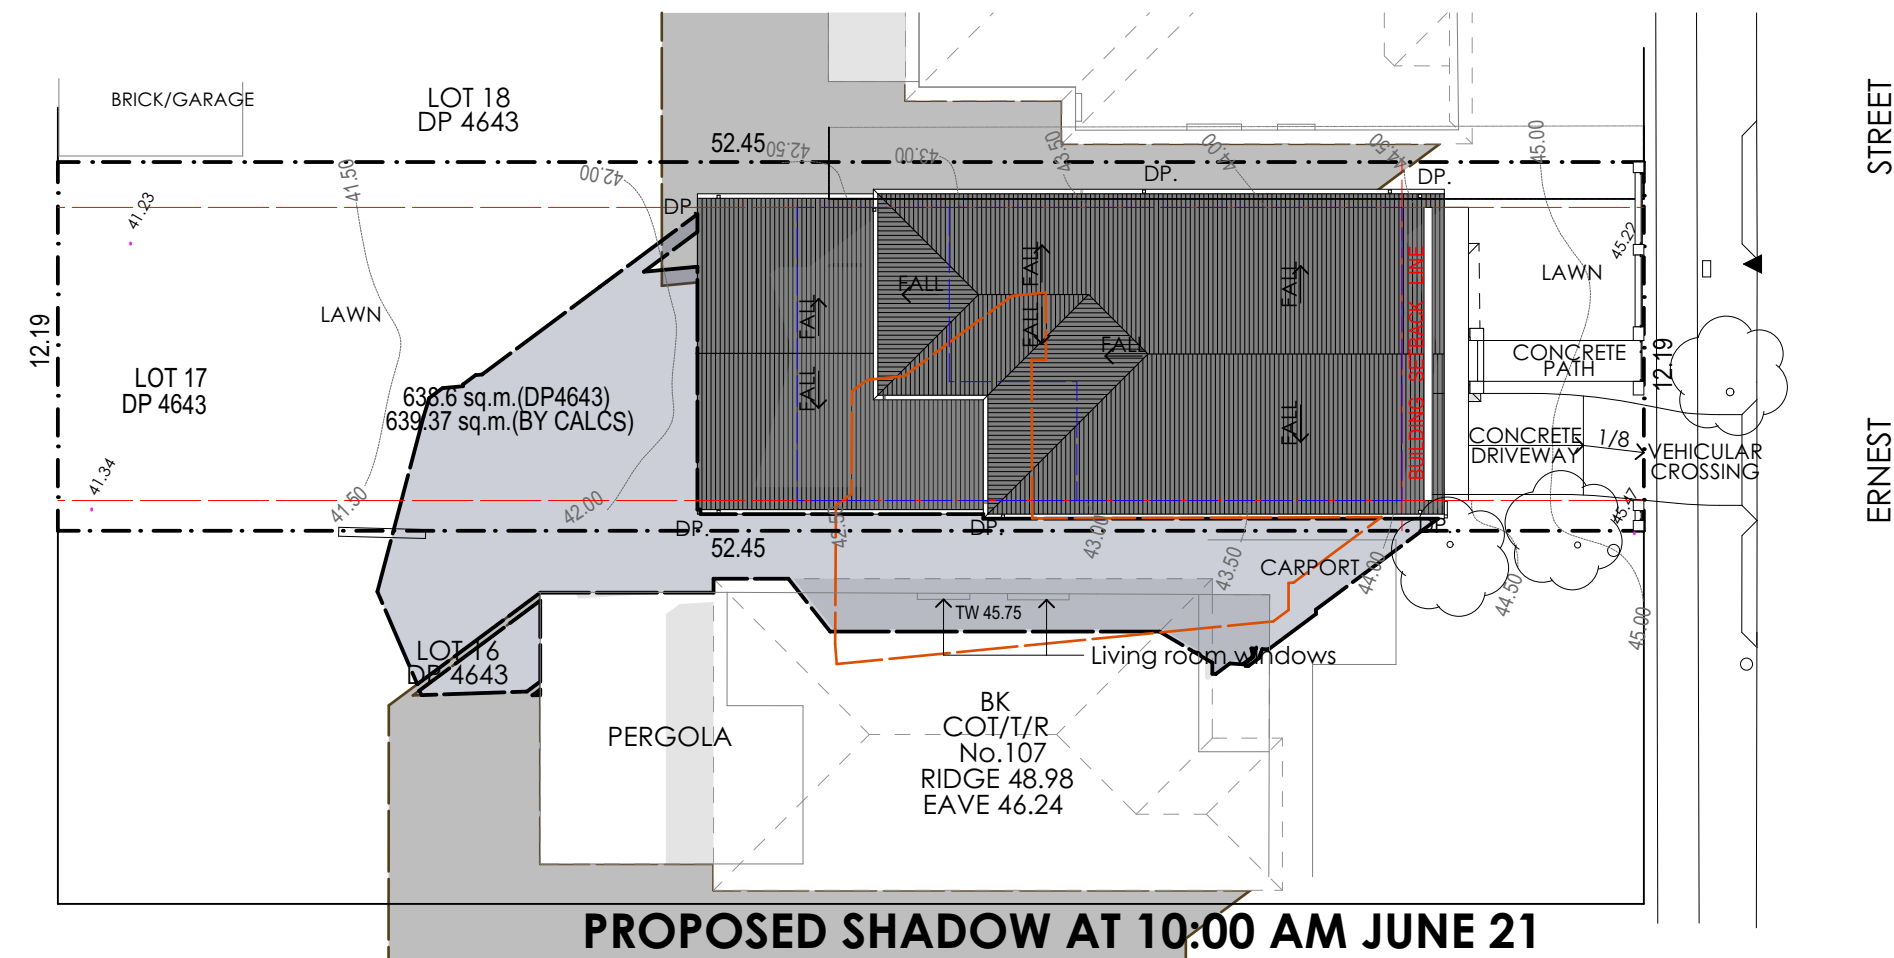 BRICK/GARAGE
LOT 18
DP 4643
STREET
52.45
42.50
43.00
43.50
44.00
44.50
45.00
41.50
42.00
DP.
DP.
DP
41.23
45.22
LAWN
LAWN
12.19
LOT 17
DP 4643
638.6 sq.m.(DP4643)
639.37 sq.m.(BY CALCS)
FALL
FALL
FALL
FALL
FALL
FALL
FALL
FALL
BUILDING SETBACK LINE
CONCRETE
PATH
12.19
CONCRETE
DRIVEWAY
1/8
VEHICULAR
CROSSING
ERNEST
41.34
41.50
42.00
DP.
52.45
DP.
43.00
43.50
CARPORT
44.00
44.50
45.47
45.00
TW 45.75
Living room windows
LOT 16
DP 4643
PERGOLA
BK
COT/T/R
No.107
RIDGE 48.98
EAVE 46.24
PROPOSED SHADOW AT 10:00 AM JUNE 21